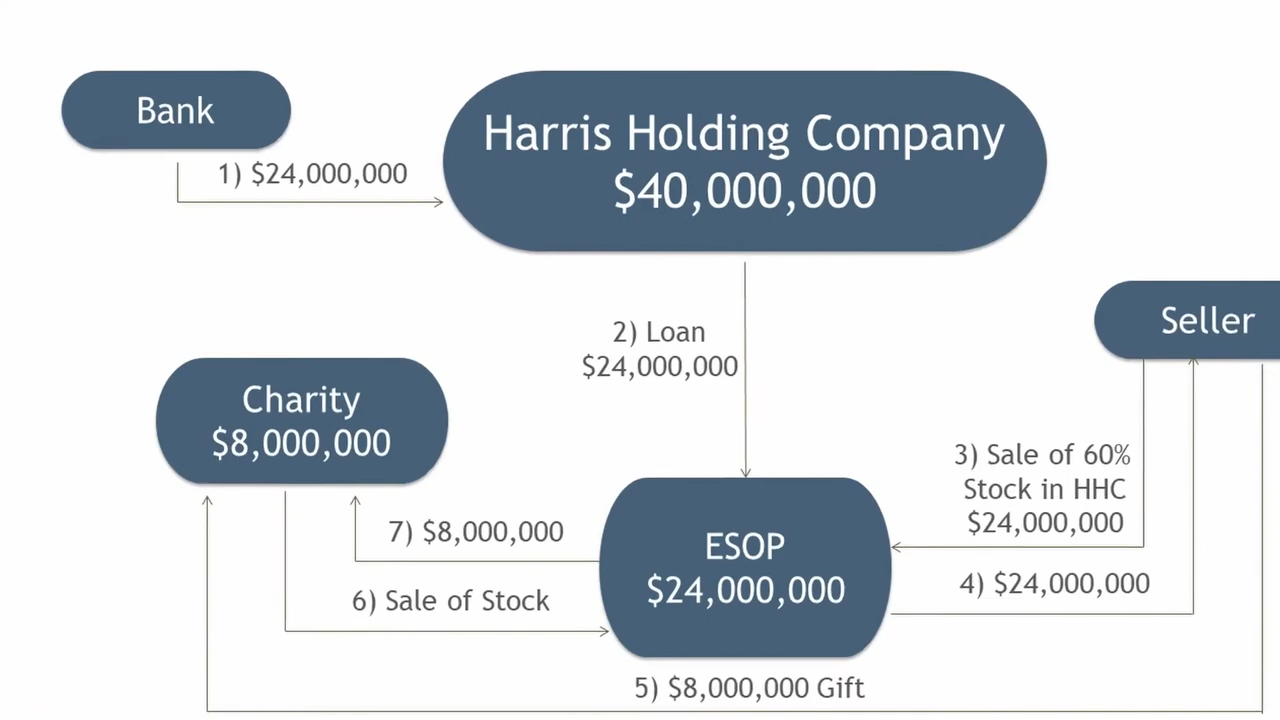 Bank
Harris Holding Company
$40,000,000
1) $24,000,000
Seller
2) Loan
$24,000,000
Charity
$8,000,000
3) Sale of 60%
Stock in HHC
$24,000,000
7) $8,000,000
ESOP
$24,000,000
4) $24,000,000
6) Sale of Stock
5) $8,000,000 Gift